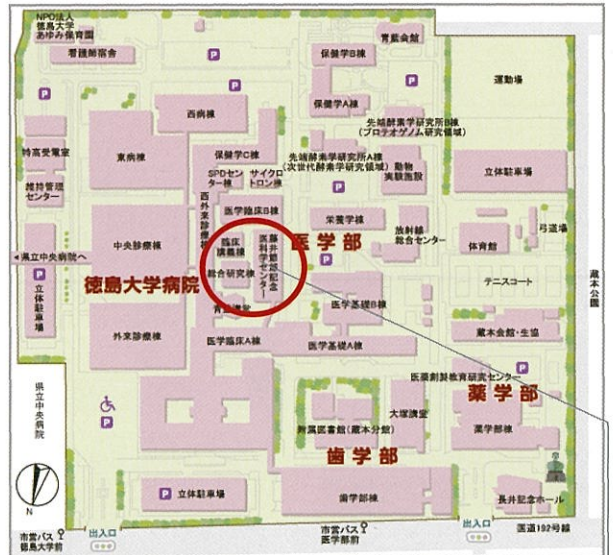 NPO法人
徳島大学
あゆみ保育園
看護師宿舎
P
P
青藍会館
保健学B棟
P
P
運動場
西病棟
保健学A棟
先端酵素学研究所B棟
(プロテオゲノム研究領域)
特高受電室
東病棟
保健学C棟
先端酵素学研究所A棟
(次世代酵素学研究領域)
動物
実験施設
立体駐車場
維持管理
センター
SPDセン
ター棟
サイクロ
トロン棟
P
西外来診療棟
医学臨床B棟
栄養学棟
放射線
総合センター
体育館
弓道場
中央診療棟
臨床
講義棟
藤井節郎記念
医科学センター
医学部
◀県立中央病院へ
P
立体
駐車場
徳島大学病院
総合研究棟
P
テニスコート
蔵本公園
医学基礎B棟
外来診療棟
医学臨床A棟
医学基礎A棟
蔵本会館・生協
P
医薬創製教育研究センター
薬学部
県立中央病院
P
附属図書館(蔵本分館)
大塚講堂
薬学部棟
歯学部
N
P 立体駐車場
歯学部棟
長井記念ホール
市営バス
徳島大学前
出入口
市営バス
医学部前
出入口
国道192号線